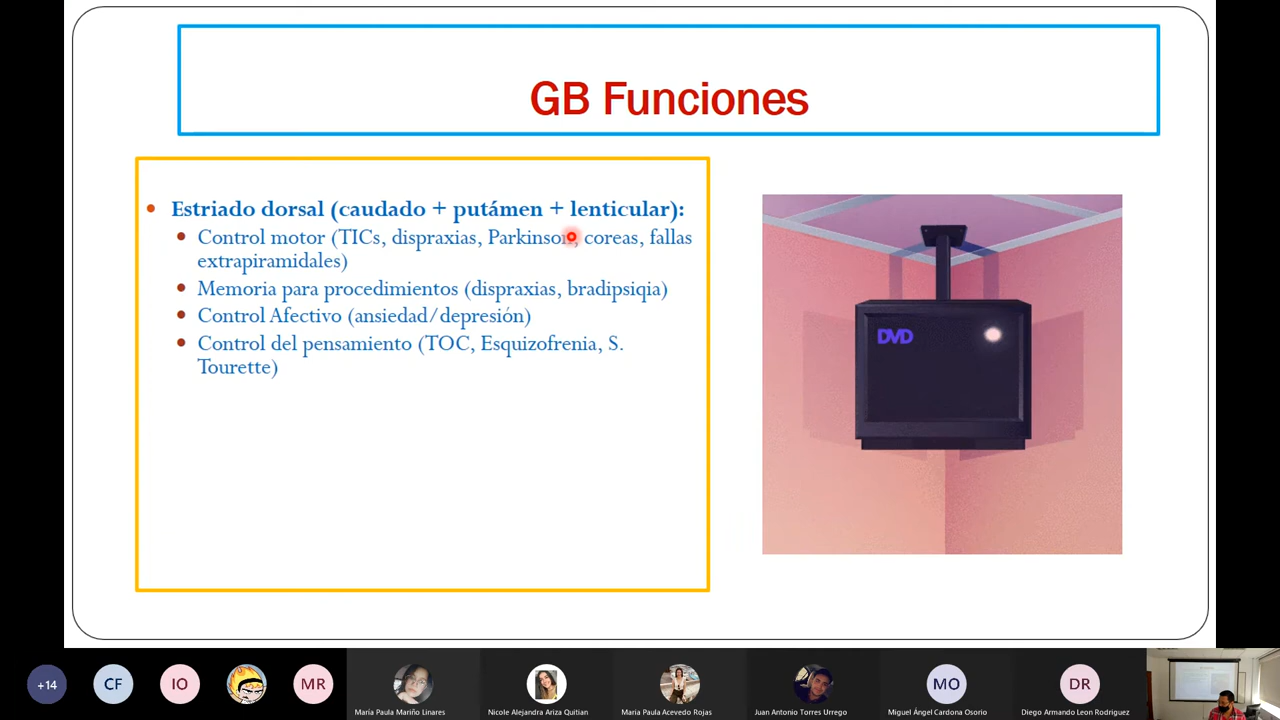 GB Funciones
Estriado dorsal (caudado + putámen + lenticular):
Control motor (TICs, dispraxias, Parkinson, coreas, fallas
extrapiramidales)
Memoria para procedimientos (dispraxias, bradipsiqia)
Control Afectivo (ansiedad/depresión)
Control del pensamiento (TOC, Esquizofrenia, S.
Tourette)
DVD
+14
CF
IO
MR
MO
DR
María Paula Mariño Linares
Nicole Alejandra Ariza Quitian
Maria Paula Acevedo Rojas
Juan Antonio Torres Urrego
Miguel Ángel Cardona Osorio
Diego Armando Leon Rodriguez